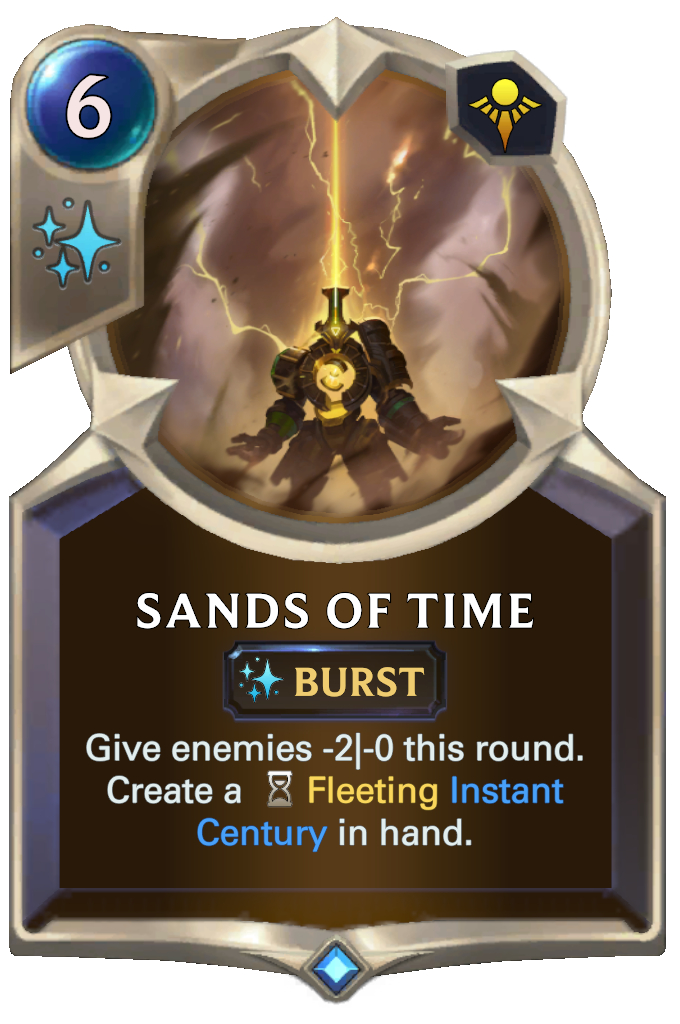 6
SANDS OF TIME
BURST
Give enemies -2|-0 this round.
Create a Fleeting Instant
Century in hand.